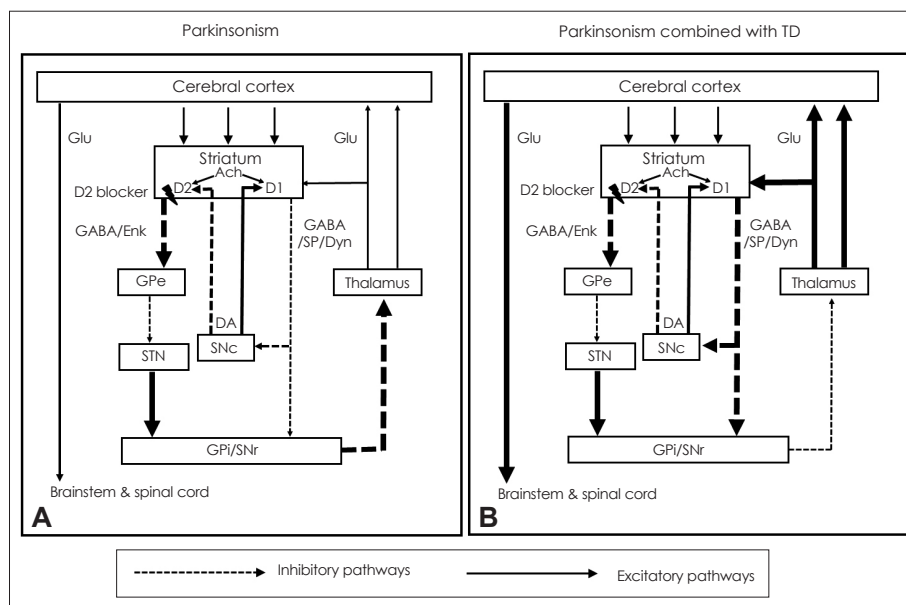 Parkinsonism
Cerebral cortex
Glu
Glu
Striatum
Ach
D2 blocker
D2
D1
GABA/Enk
GABA
/SP/Dyn
GPe
Thalamus
DA
STN
SNc
GPi/SNr
Brainstem & spinal cord
A
Parkinsonism combined with TD
Cerebral cortex
Glu
Glu
Striatum
Ach
D2 blocker
D2
D1
GABA/Enk
GABA
/SP/Dyn
GPe
Thalamus
DA
STN
SNc
GPi/SNr
Brainstem & spinal cord
B
Inhibitory pathways
Excitatory pathways